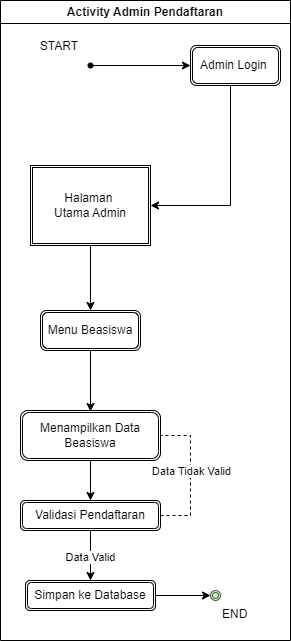 Activity Admin Pendaftaran
START
Admin Login
Halaman
Utama Admin
Menu Beasiswa
Menampilkan Data
Beasiswa
Data Tidak Valid
Validasi Pendaftaran
Data Valid
Simpan ke Database
END